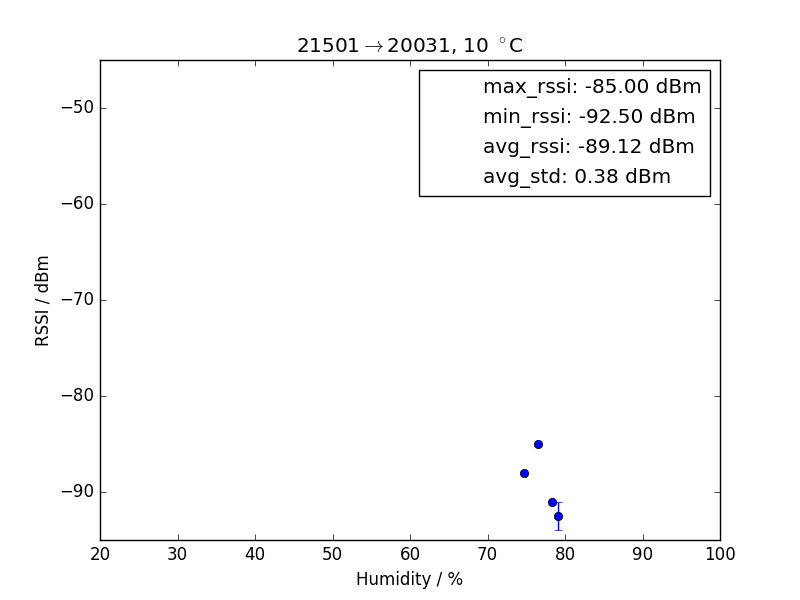 21501→20031, 10 °C
max_rssi: -85.00 dBm
min_rssi: -92.50 dBm
avg_rssi: -89.12 dBm
avg_std: 0.38 dBm
RSSI / dBm
−50
−60
−70
−80
−90
20 30 40 50 60 70 80 90 100
Humidity / %